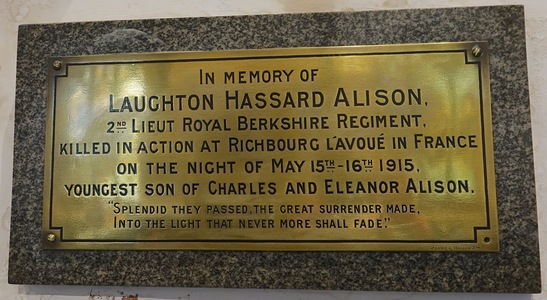 IN MEMORY OF
LAUGHTON HASSARD ALISON,
2ND LIEUT ROYAL BERKSHIRE REGIMENT,
KILLED IN ACTION AT RICHBOURG L'AVOUÉ IN FRANCE
ON THE NIGHT OF MAY 15TH-16TH 1915,
YOUNGEST SON OF CHARLES AND ELEANOR ALISON.
"SPLENDID THEY PASSED, THE GREAT SURRENDER MADE,
INTO THE LIGHT THAT NEVER MORE SHALL FADE."